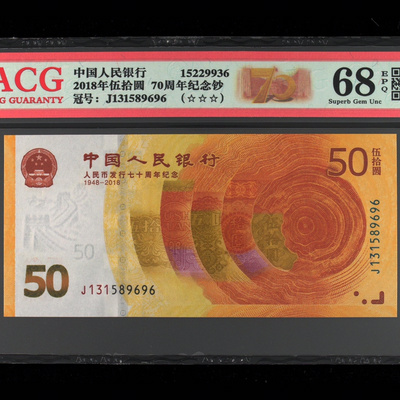 ACG
NG GUARANTY
中国人民银行 15229936
2018年伍拾圆 70周年纪念钞
冠号：J131589696 (☆☆☆)
70
68 EPQ
Superb Gem Unc
中国人民银行
人民币发行七十周年纪念
1948-2018
50 伍拾圆
50
50
J131589696
J131589696